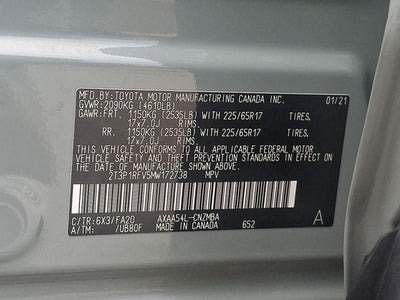 MFD.BY:TOYOTA MOTOR MANUFACTURING CANADA INC. 01/21
GVWR:2090KG (4610LB)
GAWR:FRT. 1150KG (2535LB)WITH 225/65R17 TIRES,
17x7.0J RIMS,
RR. 1150KG (2535LB)WITH 225/65R17 TIRES,
17x7.0J RIMS,
THIS VEHICLE CONFORMS TO ALL APPLICABLE FEDERAL MOTOR
VEHICLE SAFETY AND THEFT PREVENTION STANDARDS IN EFFECT ON THE
DATE OF MANUFACTURE SHOWN ABOVE.
2T3P1RFV5MW172738 MPV
C/TR:6X3/FA20 AXAA54L-CNZMBA A
A/TM: /UB80F MADE IN CANADA 652